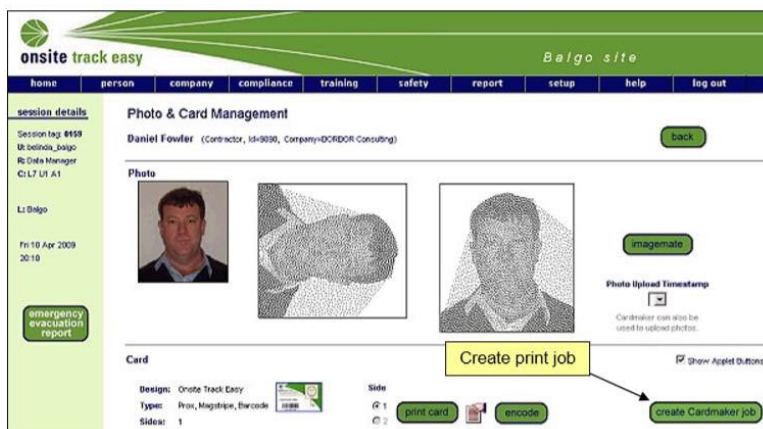 onsite track easy
Balgo site
home person company compliance training safety report setup help log out
session details
Session tag: 0159
U: belinda_balgo
R: Data Manager
C: L7 U1 A1
L: Balgo
Fri 10 Apr 2009
20:10
emergency
evacuation
report
Photo & Card Management
Daniel Fowler (Contractor, Id=9090, Company=BORDOR Consulting)
back
Photo
imagemate
Photo Upload Timestamp
Cardmaker can also be
used to upload photos.
Create print job
Card
Show Applet Buttons
Design: Onsite Track Easy
Type: Prox, Magstripe, Barcode
Sides: 1
Side
1
2
print card
encode
create Cardmaker job